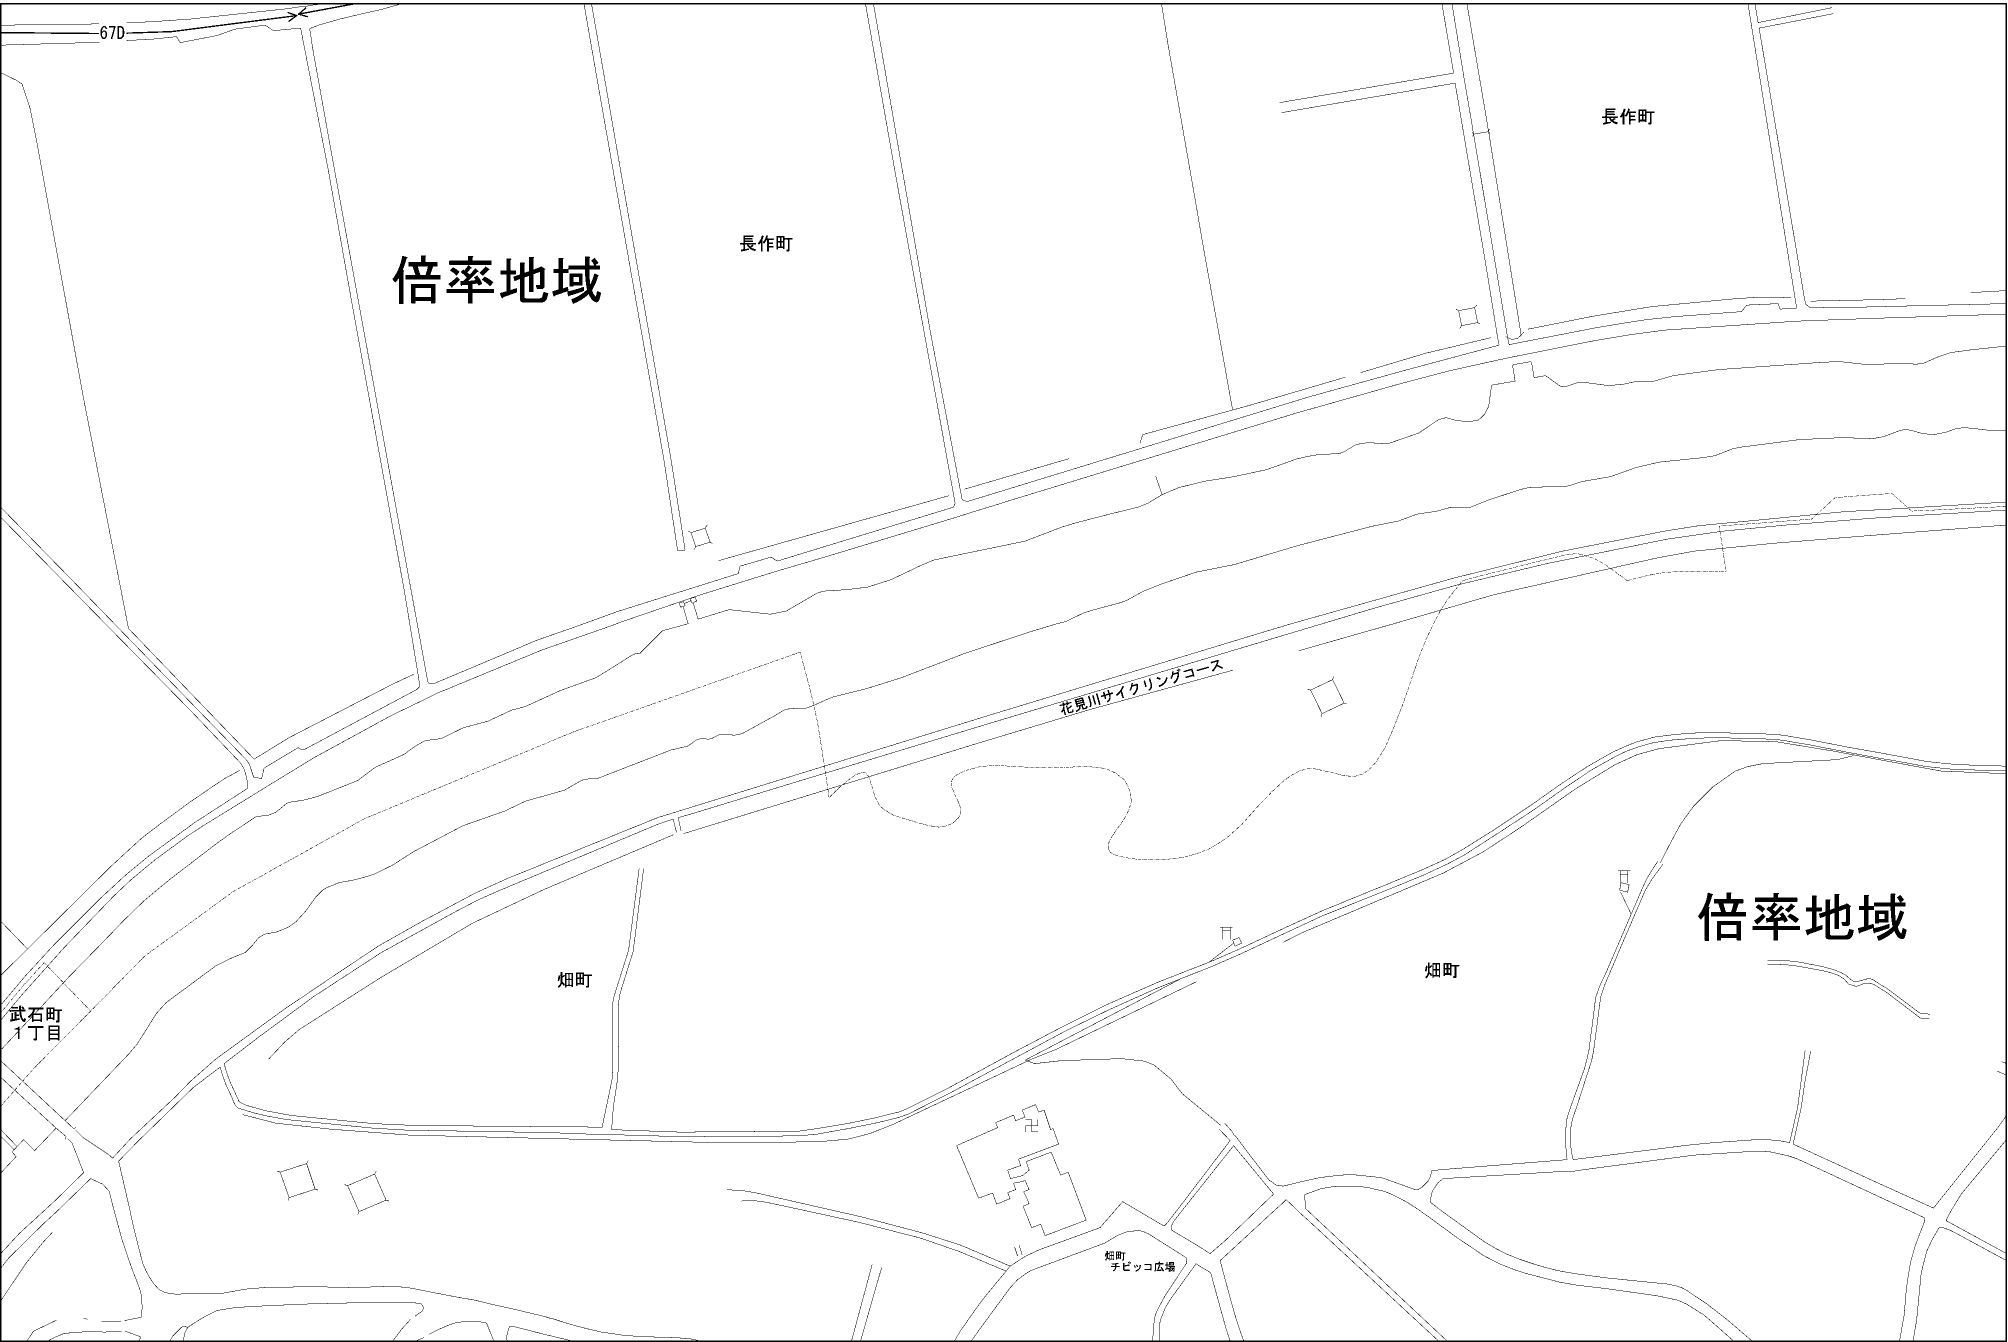 67D
長作町
長作町
倍率地域
花見川サイクリングコース
倍率地域
畑町
畑町
武石町
1丁目
畑町
チビッコ広場